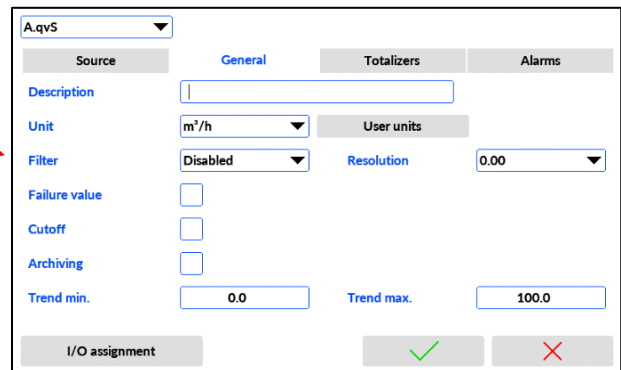 A.qvS
Source General Totalizers Alarms
Description
Unit m³/h User units
Filter Disabled Resolution 0.00
Failure value
Cutoff
Archiving
Trend min. 0.0 Trend max. 100.0
I/O assignment